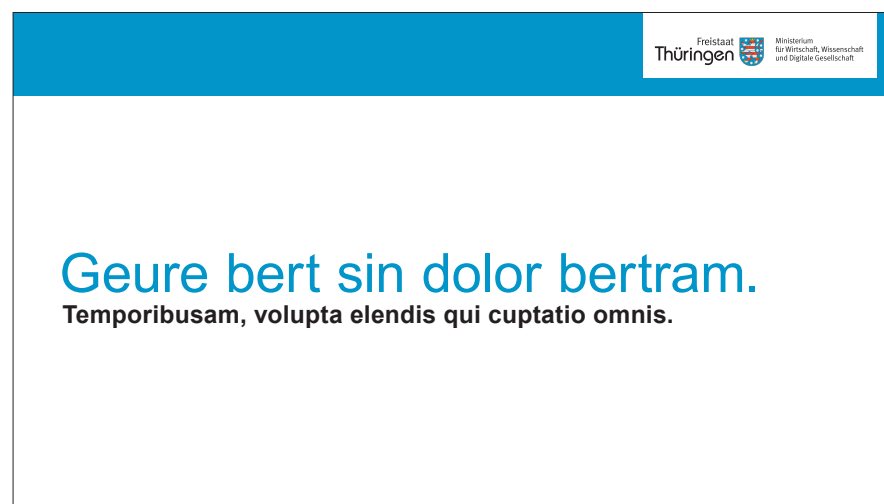 Freistaat
Thüringen
Ministerium
für Wirtschaft, Wissenschaft
und Digitale Gesellschaft
Geure bert sin dolor bertram.
Temporibusam, volupta elendis qui cuptatio omnis.